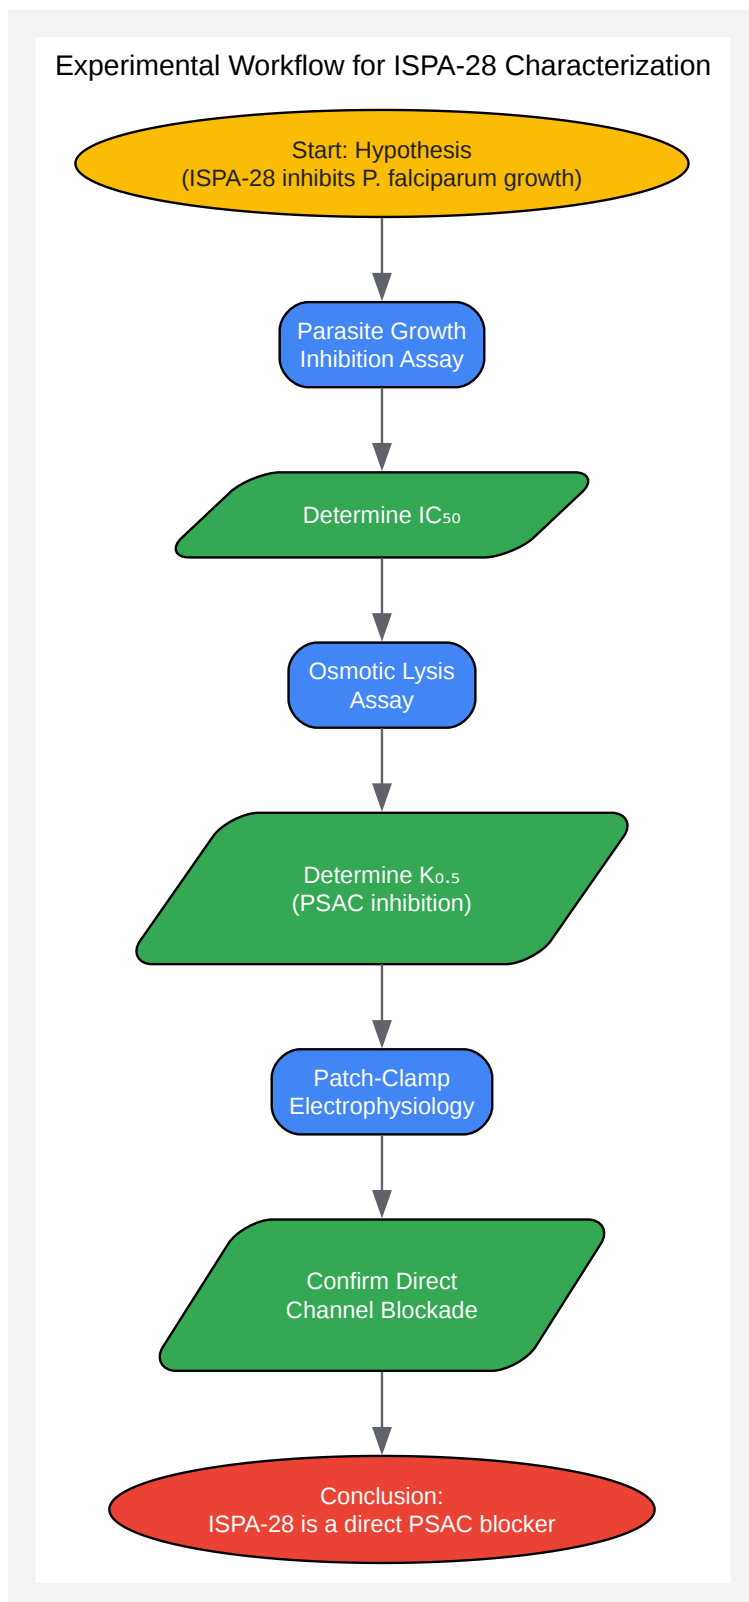 Experimental Workflow for ISPA-28 Characterization
Start: Hypothesis
(ISPA-28 inhibits P. falciparum growth)
Parasite Growth
Inhibition Assay
Determine IC₅₀
Osmotic Lysis
Assay
Determine K₀.₅
(PSAC inhibition)
Patch-Clamp
Electrophysiology
Confirm Direct
Channel Blockade
Conclusion:
ISPA-28 is a direct PSAC blocker